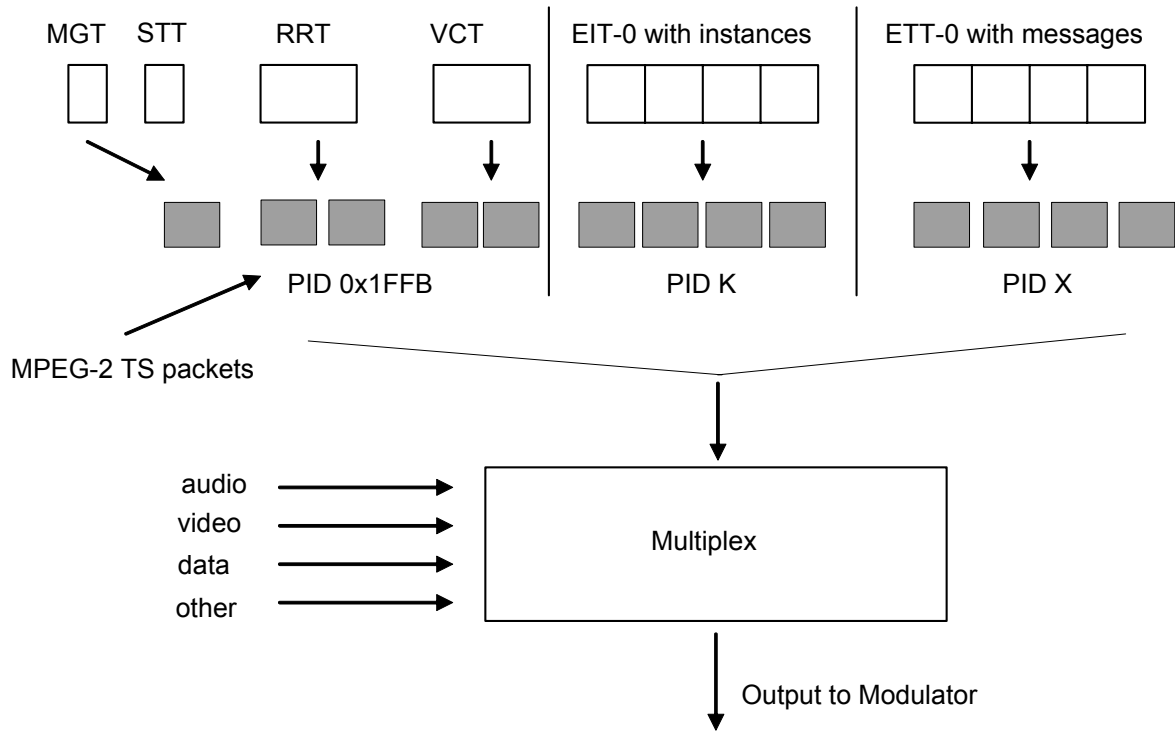 MGT STT RRT VCT EIT-0 with instances ETT-0 with messages
PID 0x1FFB PID K PID X
MPEG-2 TS packets
audio
video
data
other
Multiplex
Output to Modulator